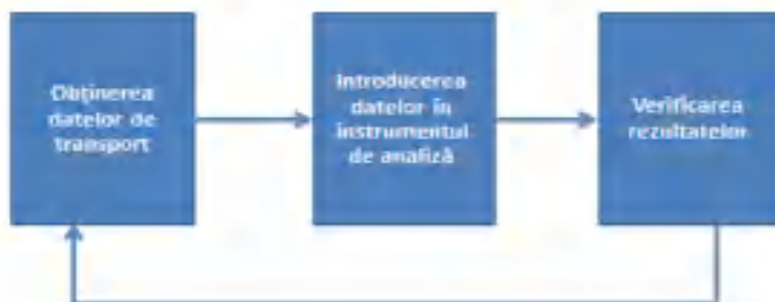 Obținerea
datelor de
transport
Introducerea
datelor în
instrumentul
de analiză
Verificarea
rezultatelor